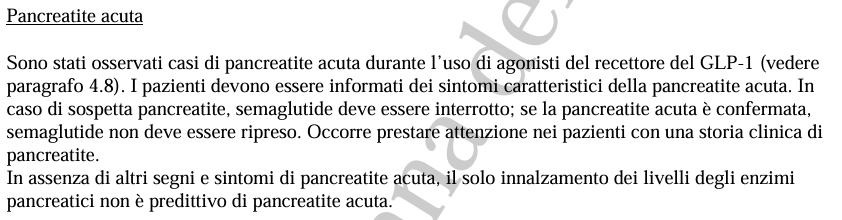 Pancreatite acuta
Sono stati osservati casi di pancreatite acuta durante l'uso di agonisti del recettore del GLP-1 (vedere
paragrafo 4.8). I pazienti devono essere informati dei sintomi caratteristici della pancreatite acuta. In
caso di sospetta pancreatite, semaglutide deve essere interrotto; se la pancreatite acuta è confermata,
semaglutide non deve essere ripreso. Occorre prestare attenzione nei pazienti con una storia clinica di
pancreatite.
In assenza di altri segni e sintomi di pancreatite acuta, il solo innalzamento dei livelli degli enzimi
pancreatici non è predittivo di pancreatite acuta.